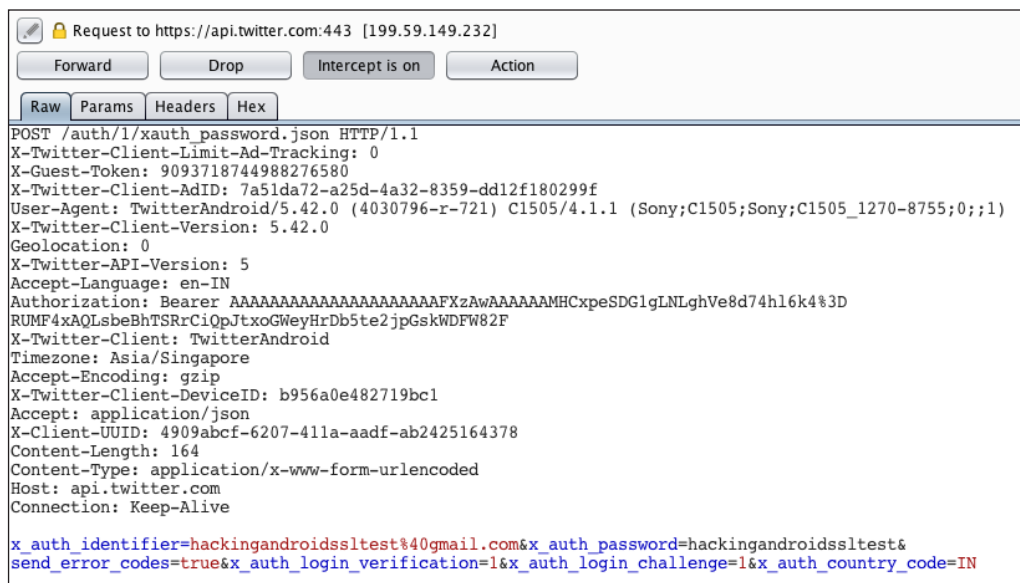 Request to https://api.twitter.com:443 [199.59.149.232]
Forward Drop Intercept is on Action
Raw Params Headers Hex
POST /auth/1/xauth_password.json HTTP/1.1
X-Twitter-Client-Limit-Ad-Tracking: 0
X-Guest-Token: 9093718744988276580
X-Twitter-Client-AdID: 7a51da72-a25d-4a32-8359-dd12f180299f
User-Agent: TwitterAndroid/5.42.0 (4030796-r-721) C1505/4.1.1 (Sony;C1505;Sony;C1505_1270-8755;0;;1)
X-Twitter-Client-Version: 5.42.0
Geolocation: 0
X-Twitter-API-Version: 5
Accept-Language: en-IN
Authorization: Bearer AAAAAAAAAAAAAAAAAAAAAFXzAwAAAAAAMHCxpeSDG1gLNLghVe8d74hl6k4%3D
RUMF4xAQLsbeBhTSRrCiQpJtxoGWeyHrDb5te2jpGskWDFW82F
X-Twitter-Client: TwitterAndroid
Timezone: Asia/Singapore
Accept-Encoding: gzip
X-Twitter-Client-DeviceID: b956a0e482719bc1
Accept: application/json
X-Client-UUID: 4909abcf-6207-411a-aadf-ab2425164378
Content-Length: 164
Content-Type: application/x-www-form-urlencoded
Host: api.twitter.com
Connection: Keep-Alive
x_auth_identifier=hackingandroidssltest%40gmail.com&x_auth_password=hackingandroidssltest&
send_error_codes=true&x_auth_login_verification=1&x_auth_login_challenge=1&x_auth_country_code=IN